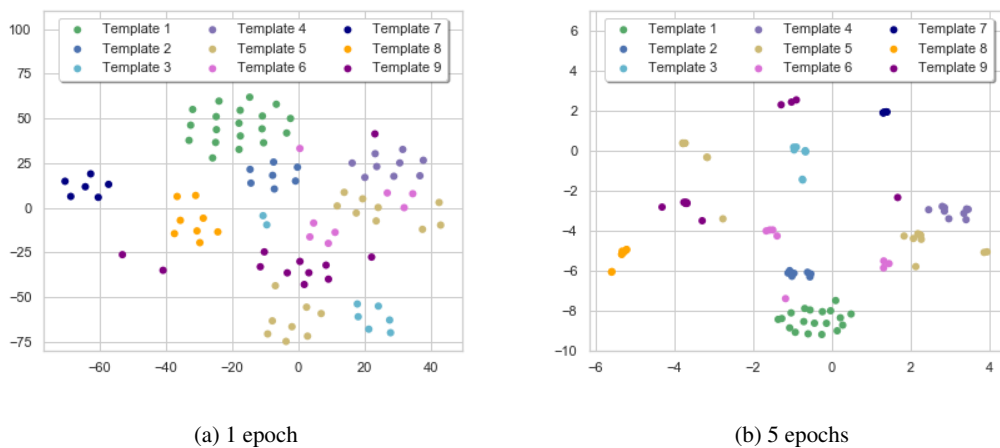 100
75
50
25
0
−25
−50
−75
−60 −40 −20 0 20 40
Template 1 Template 4 Template 7
Template 2 Template 5 Template 8
Template 3 Template 6 Template 9
(a) 1 epoch
6
4
2
0
−2
−4
−6
−8
−10
−6 −4 −2 0 2 4
Template 1 Template 4 Template 7
Template 2 Template 5 Template 8
Template 3 Template 6 Template 9
(b) 5 epochs